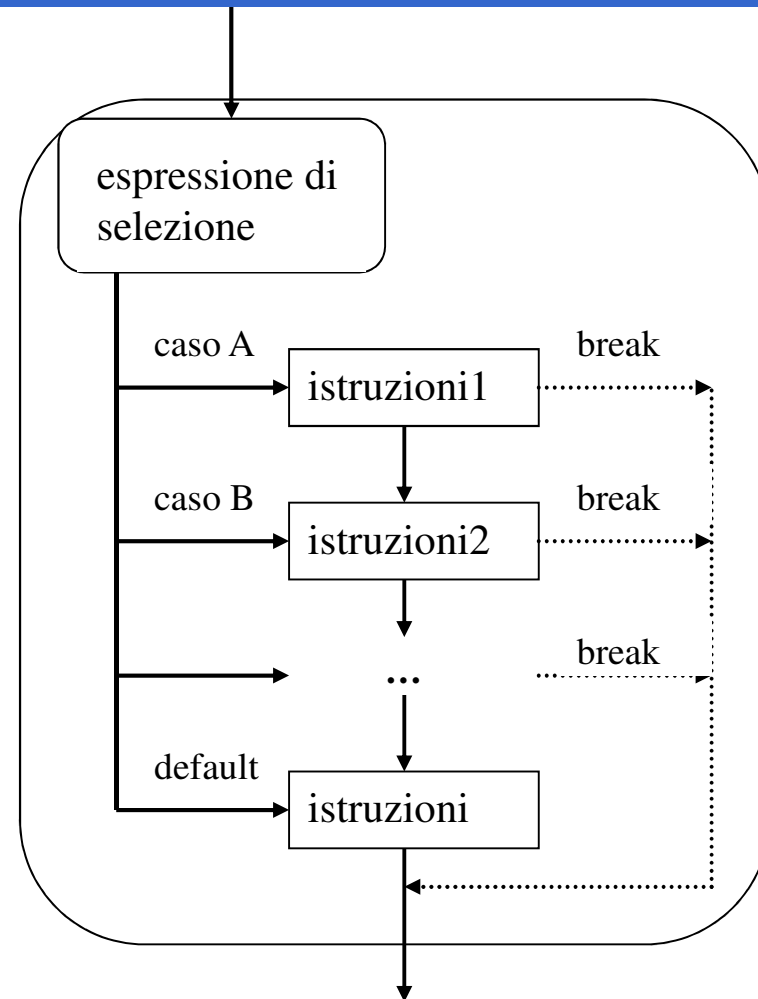 espressione di
selezione
caso A
istruzioni1
break
caso B
istruzioni2
break
...
break
default
istruzioni